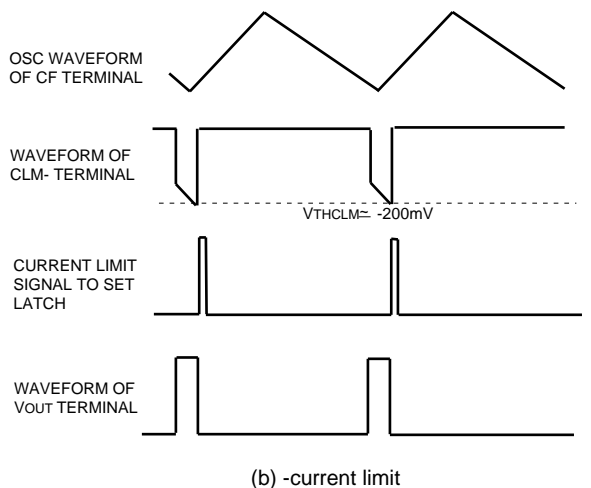 OSC WAVEFORM
OF CF TERMINAL
WAVEFORM OF
CLM- TERMINAL
VTHCLM≃ -200mV
CURRENT LIMIT
SIGNAL TO SET
LATCH
WAVEFORM OF
VOUT TERMINAL
(b) -current limit